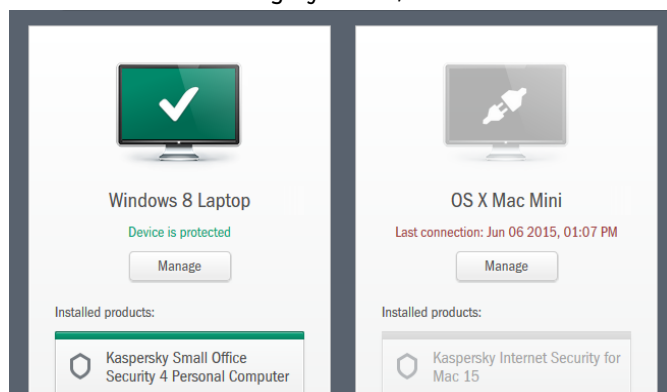 Windows 8 Laptop
Device is protected
Manage
Installed products:
Kaspersky Small Office
Security 4 Personal Computer
OS X Mac Mini
Last connection: Jun 06 2015, 01:07 PM
Manage
Installed products:
Kaspersky Internet Security for
Mac 15